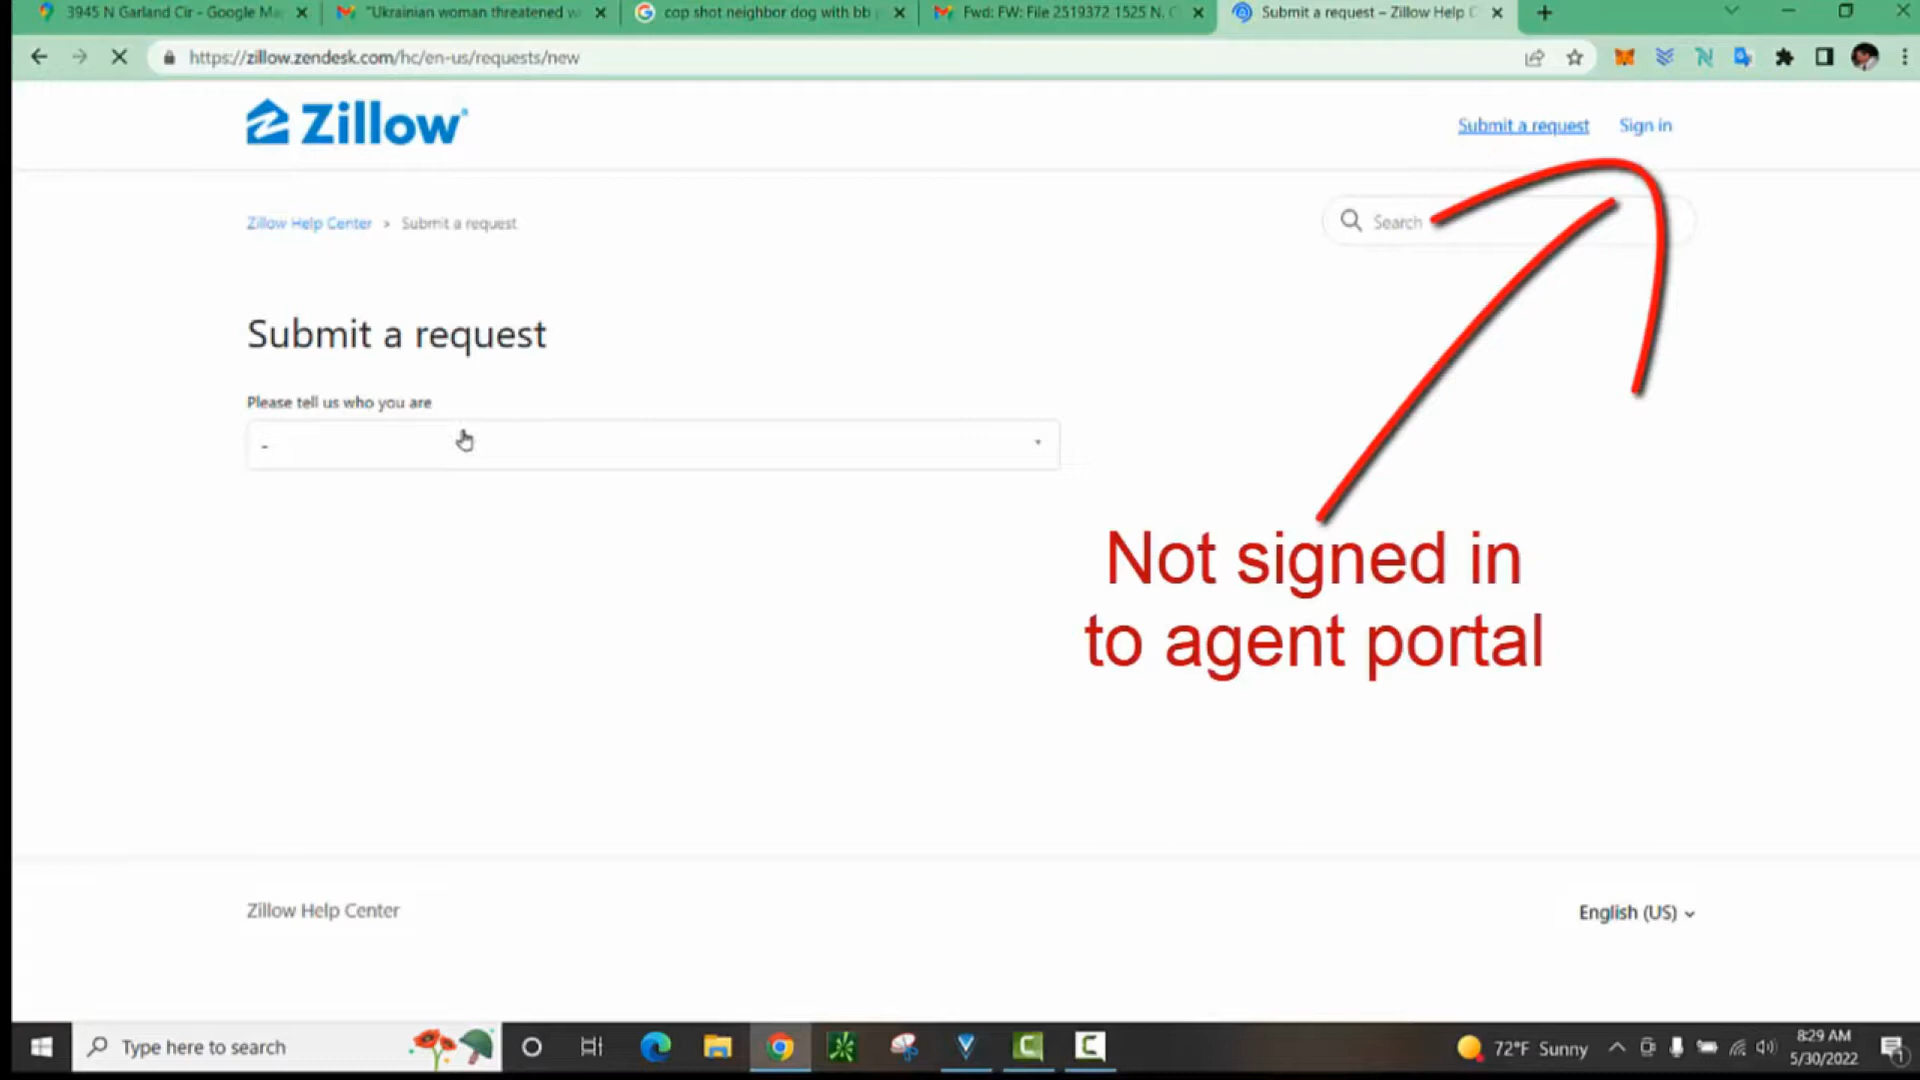 3945 N Garland Cir - Google Ma
"Ukrainian woman threatened w
cop shot neighbor dog with bb
Fwd: FW: File 2519372 1525 N. C
Submit a request – Zillow Help C
https://zillow.zendesk.com/hc/en-us/requests/new
Zillow
Submit a request
Sign in
Zillow Help Center > Submit a request
Search
Submit a request
Please tell us who you are
-
Not signed in
to agent portal
Zillow Help Center
English (US)
Type here to search
72°F Sunny
8:29 AM
5/30/2022
1